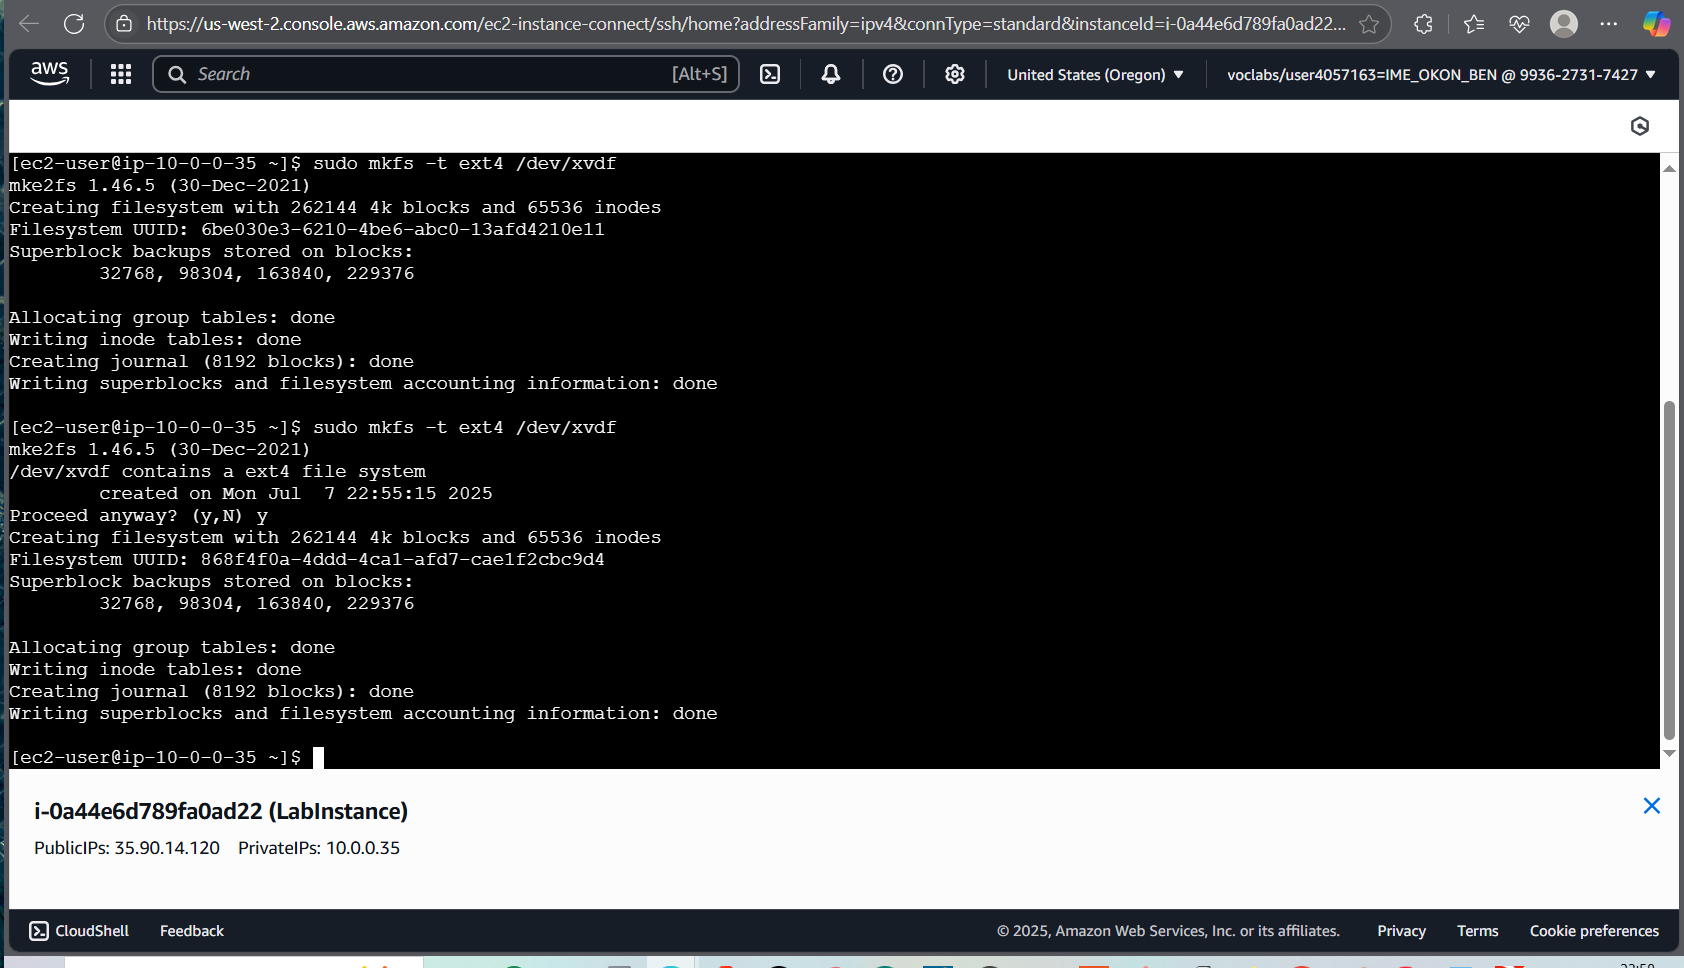 https://us-west-2.console.aws.amazon.com/ec2-instance-connect/ssh/home?addressFamily=ipv4&connType=standard&instanceId=i-0a44e6d789fa0ad22...
aws
Search [Alt+S]
United States (Oregon)
voclabs/user4057163=IME_OKON_BEN @ 9936-2731-7427
[ec2-user@ip-10-0-0-35 ~]$ sudo mkfs -t ext4 /dev/xvdf
mke2fs 1.46.5 (30-Dec-2021)
Creating filesystem with 262144 4k blocks and 65536 inodes
Filesystem UUID: 6be030e3-6210-4be6-abc0-13afd4210e11
Superblock backups stored on blocks:
32768, 98304, 163840, 229376
Allocating group tables: done
Writing inode tables: done
Creating journal (8192 blocks): done
Writing superblocks and filesystem accounting information: done
[ec2-user@ip-10-0-0-35 ~]$ sudo mkfs -t ext4 /dev/xvdf
mke2fs 1.46.5 (30-Dec-2021)
/dev/xvdf contains a ext4 file system
created on Mon Jul  7 22:55:15 2025
Proceed anyway? (y,N) y
Creating filesystem with 262144 4k blocks and 65536 inodes
Filesystem UUID: 868f4f0a-4ddd-4ca1-afd7-cae1f2cbc9d4
Superblock backups stored on blocks:
32768, 98304, 163840, 229376
Allocating group tables: done
Writing inode tables: done
Creating journal (8192 blocks): done
Writing superblocks and filesystem accounting information: done
[ec2-user@ip-10-0-0-35 ~]$
i-0a44e6d789fa0ad22 (LabInstance)
PublicIPs: 35.90.14.120 PrivateIPs: 10.0.0.35
CloudShell Feedback © 2025, Amazon Web Services, Inc. or its affiliates. Privacy Terms Cookie preferences